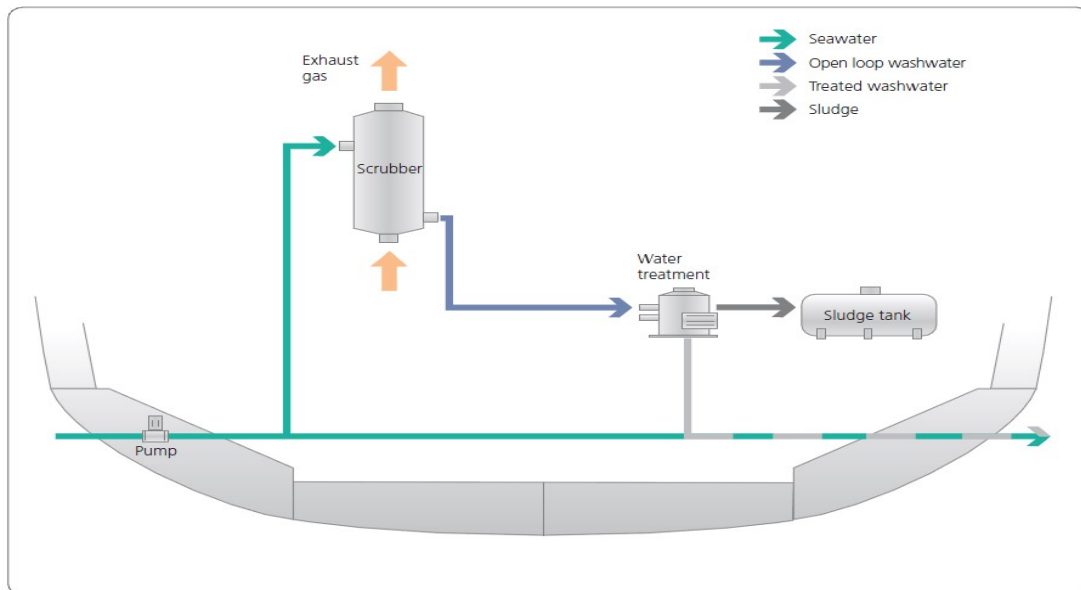 Exhaust
gas
Seawater
Open loop washwater
Treated washwater
Sludge
Scrubber
Water
treatment
Sludge tank
Pump